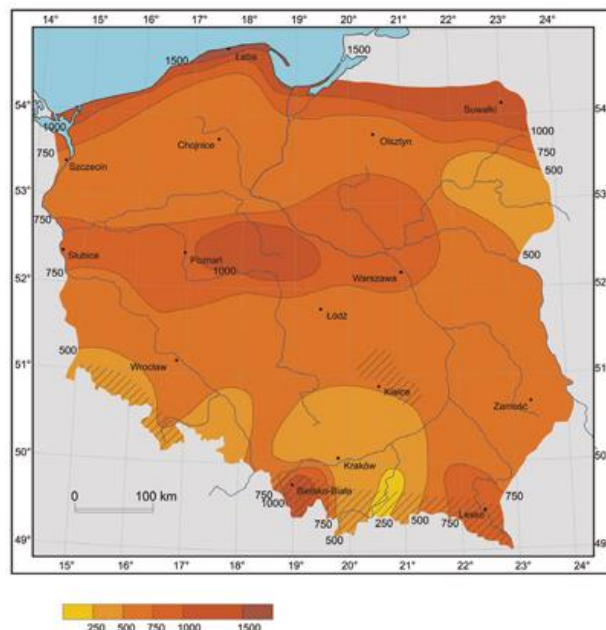 14° 15° 16° 17° 18° 19° 20° 21° 22° 23° 24°
1500
Łeba
1500
54°
54°
Suwałki
1000
1000
Chojnice
Olsztyn
750
750
Szczecin
500
53°
53°
750
Słubice
Poznań
500
750
1000
Warszawa
52°
52°
Łódź
51°
500
Wrocław
Kielce
51°
Zamość
50°
Kraków
50°
0 100 km
750
Bielsko-Biała
1000
750
750
250
500
750
Lesko
500
49°
49°
15° 16° 17° 18° 19° 20° 21° 22° 23° 24°
250 500 750 1000 1500